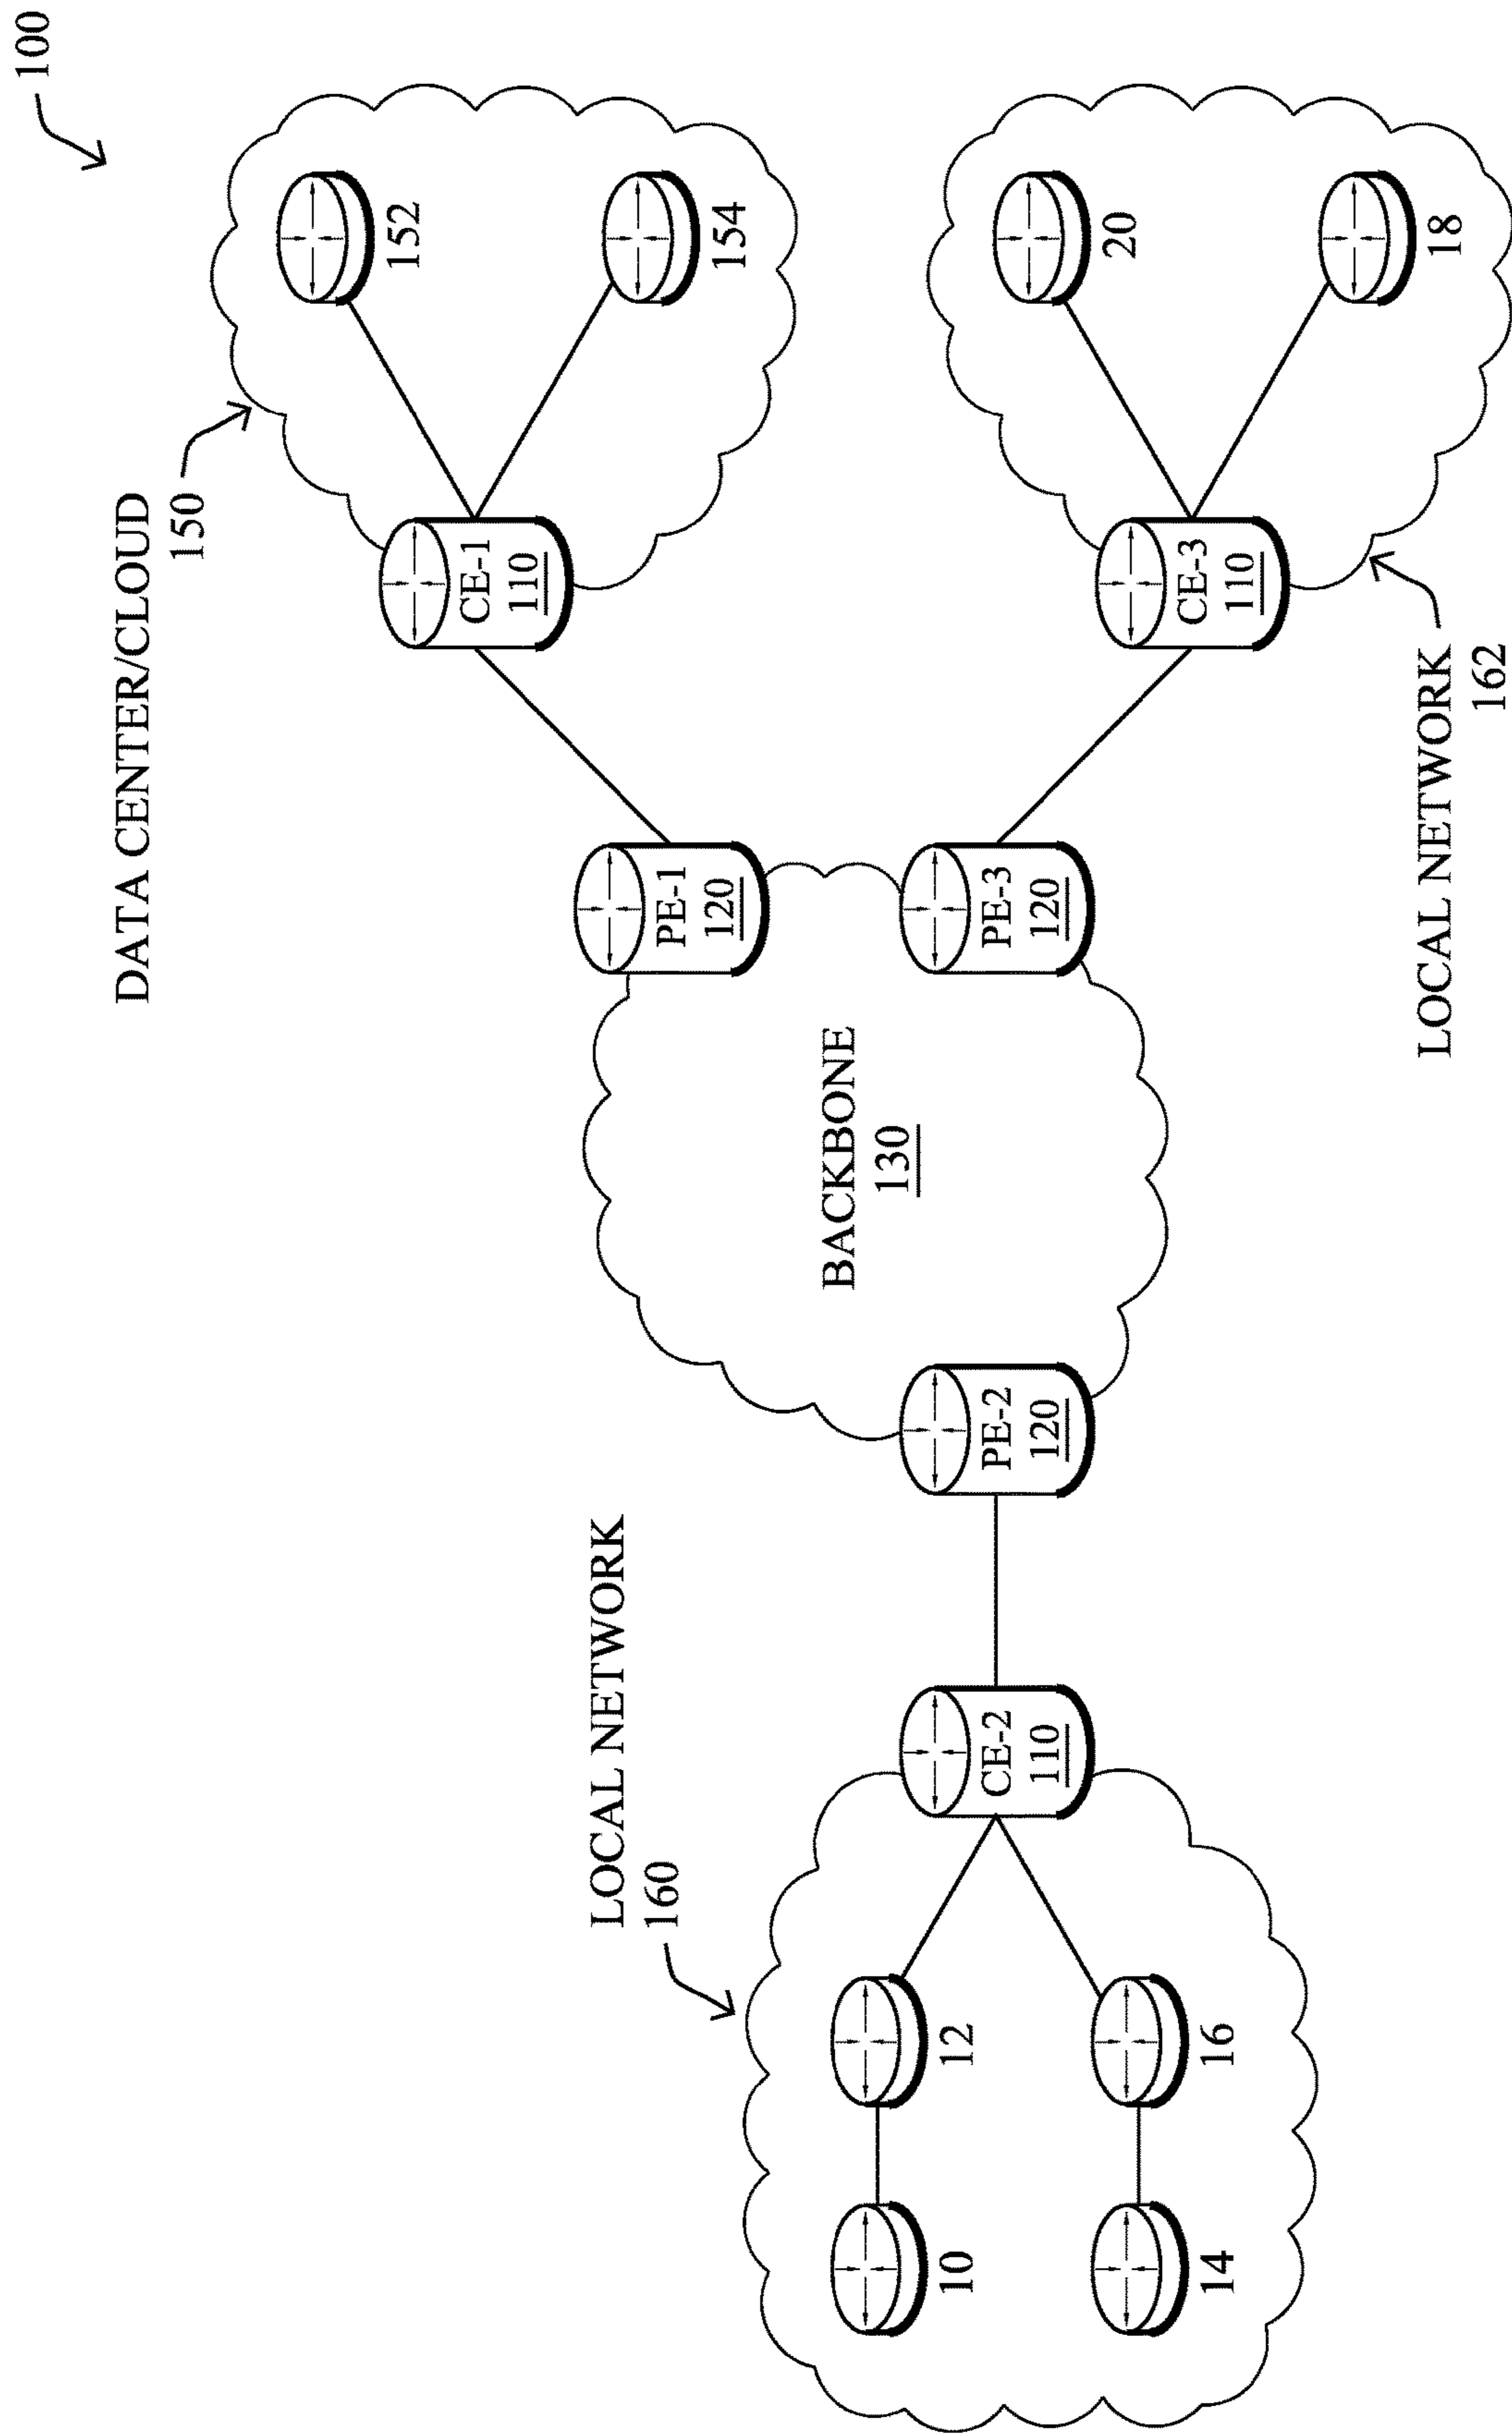 100
DATA CENTER/CLOUD
150
152
154
CE-1
110
PE-1
120
LOCAL NETWORK
160
BACKBONE
130
PE-2
120
PE-3
120
CE-2
110
10
12
14
16
CE-3
110
20
18
LOCAL NETWORK
162